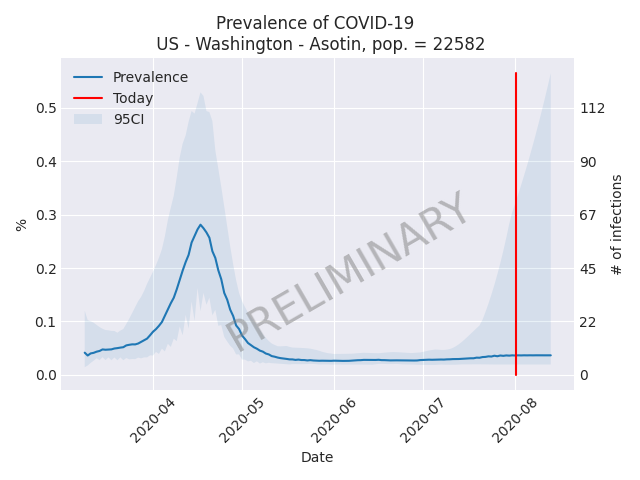 Prevalence of COVID-19
US - Washington - Asotin, pop. = 22582
Prevalence
Today
95CI
0.5
0.4
0.3
0.2
0.1
0.0
%
112
90
67
45
22
0
# of infections
PRELIMINARY
2020-04
2020-05
2020-06
2020-07
2020-08
Date